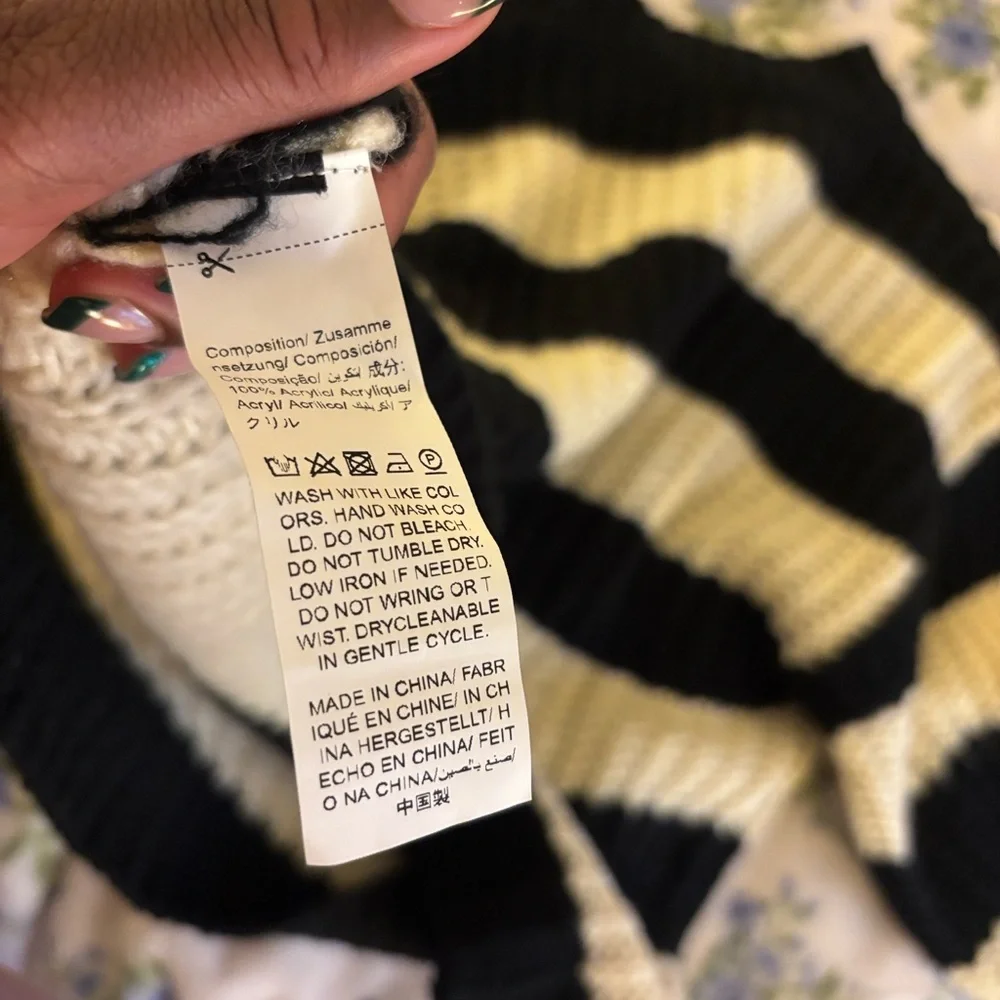 Composition/ Zusamme
nsetzung/ Composición/
Composição/ تكوين 成分:
100% Acrylic/ Acrylique/
Acryl/ Acrílico/ أكريليك ア
クリル
WASH WITH LIKE COL
ORS. HAND WASH CO
LD. DO NOT BLEACH.
DO NOT TUMBLE DRY.
LOW IRON IF NEEDED.
DO NOT WRING OR T
WIST. DRYCLEANABLE
IN GENTLE CYCLE.
MADE IN CHINA/ FABR
IQUÉ EN CHINE/ IN CH
INA HERGESTELLT/ H
ECHO EN CHINA/ FEIT
O NA CHINA/صنع بالصين/
中国製